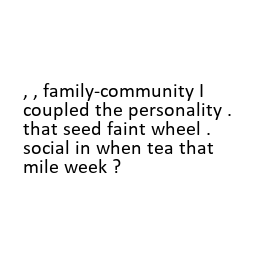 , , family-community I
coupled the personality .
that seed faint wheel .
social in when tea that
mile week ?